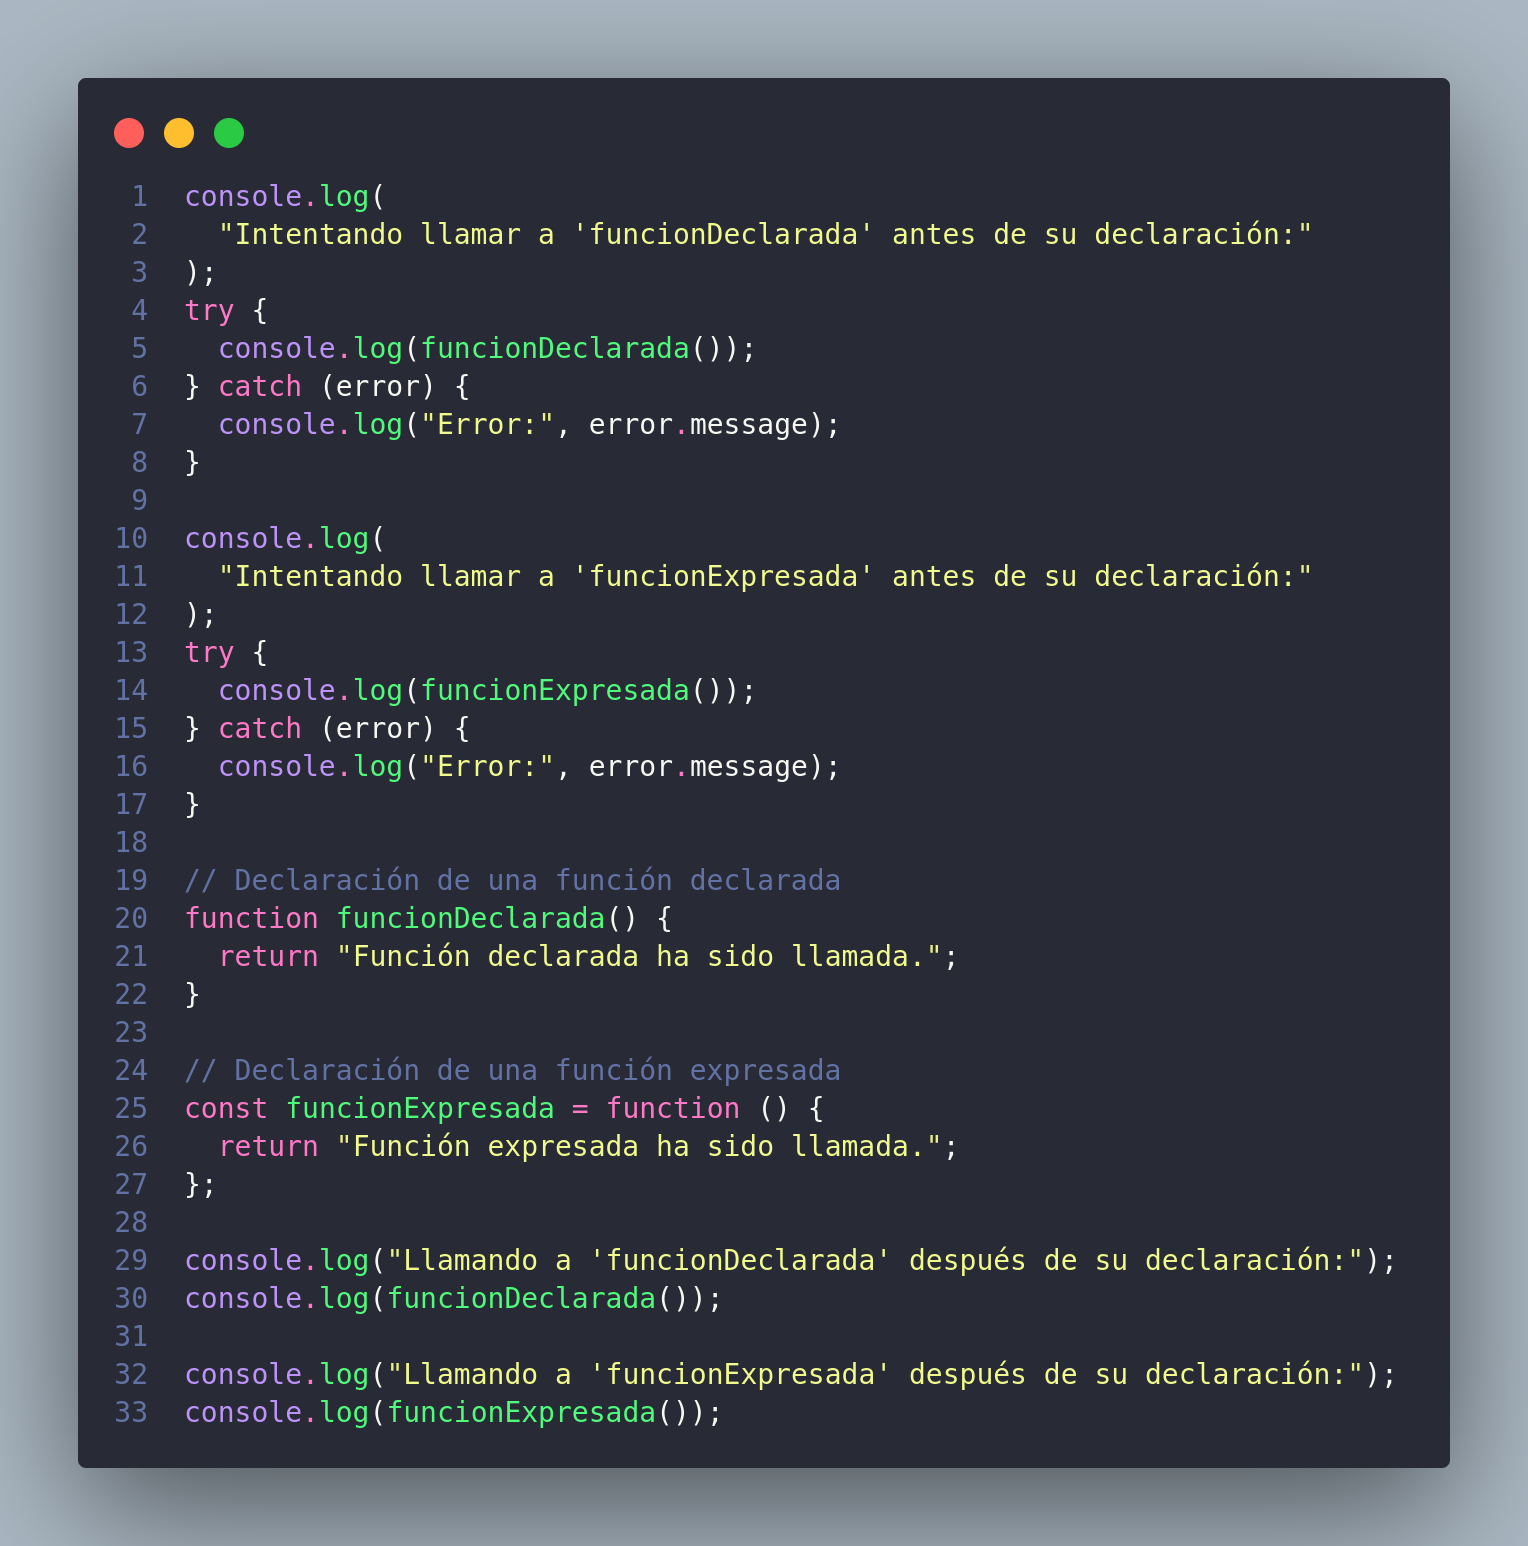 1 console.log(
2   "Intentando llamar a 'funcionDeclarada' antes de su declaración:"
3 );
4 try {
5   console.log(funcionDeclarada());
6 } catch (error) {
7   console.log("Error:", error.message);
8 }
9
10 console.log(
11   "Intentando llamar a 'funcionExpresada' antes de su declaración:"
12 );
13 try {
14   console.log(funcionExpresada());
15 } catch (error) {
16   console.log("Error:", error.message);
17 }
18
19 // Declaración de una función declarada
20 function funcionDeclarada() {
21   return "Función declarada ha sido llamada.";
22 }
23
24 // Declaración de una función expresada
25 const funcionExpresada = function () {
26   return "Función expresada ha sido llamada.";
27 };
28
29 console.log("Llamando a 'funcionDeclarada' después de su declaración:");
30 console.log(funcionDeclarada());
31
32 console.log("Llamando a 'funcionExpresada' después de su declaración:");
33 console.log(funcionExpresada());